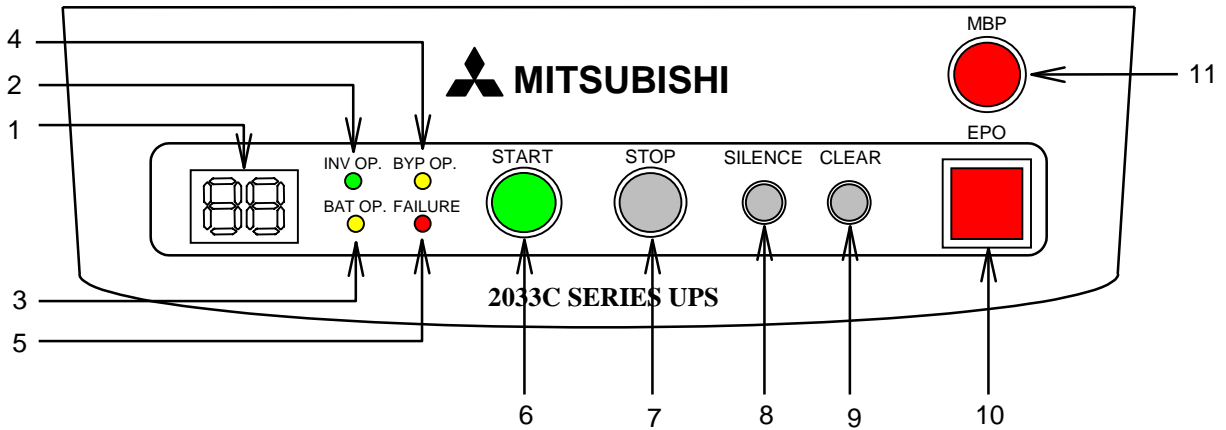 4
MBP
2
MITSUBISHI
11
1
EPO
INV OP. BYP OP. START STOP SILENCE CLEAR
88
BAT OP. FAILURE
3
2033C SERIES UPS
5
6 7 8 9 10